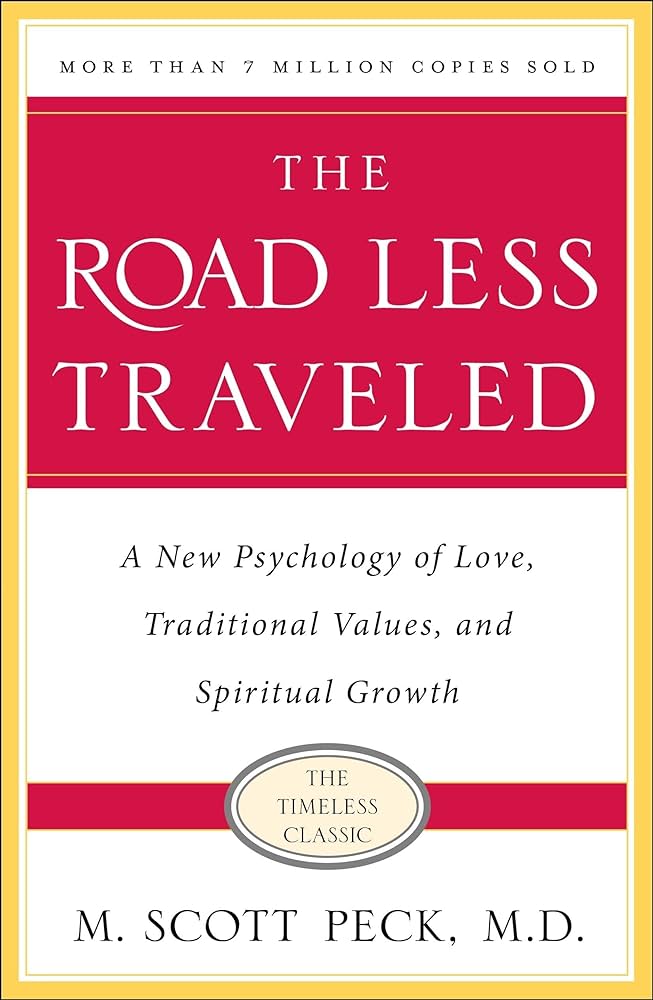 MORE THAN 7 MILLION COPIES SOLD
THE
ROAD LESS
TRAVELED
A New Psychology of Love,
Traditional Values, and
Spiritual Growth
THE
TIMELESS
CLASSIC
M. SCOTT PECK, M.D.